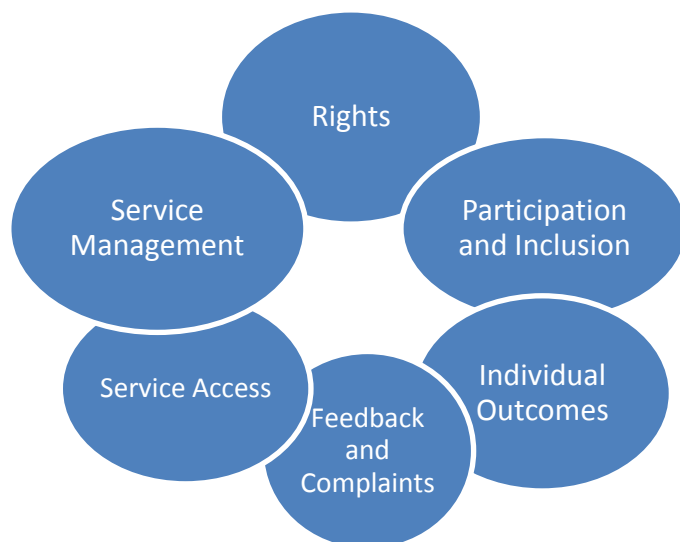 Rights
Participation
and Inclusion
Individual
Outcomes
Feedback
and
Complaints
Service Access
Service
Management